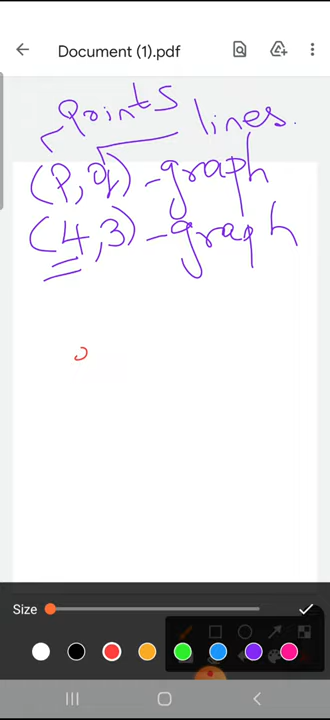 Document (1).pdf
Points lines.
(P,q)-graph
(4,3)-graph
Size